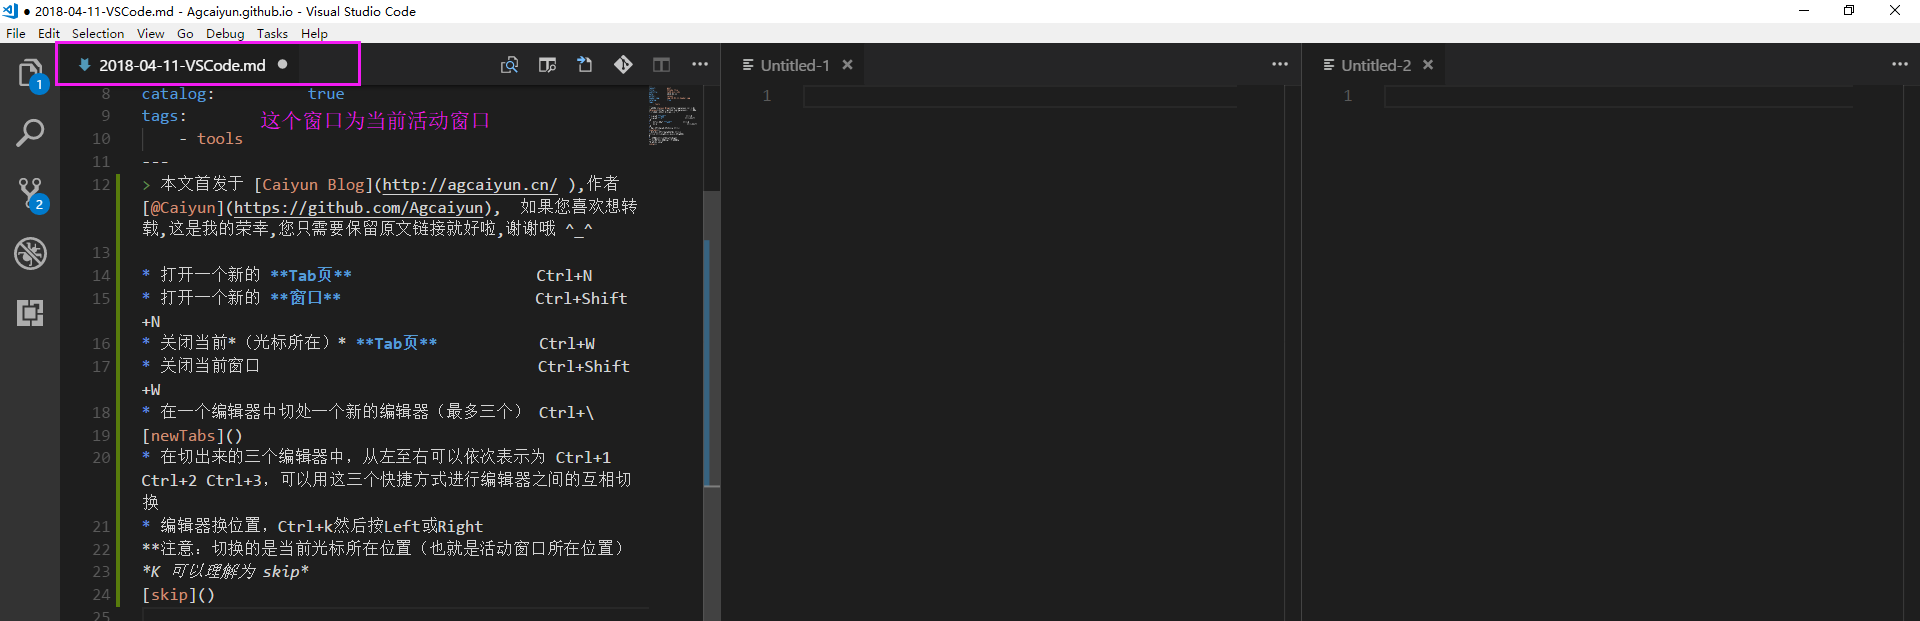 ● 2018-04-11-VSCode.md - Agcaiyun.github.io - Visual Studio Code
File Edit Selection View Go Debug Tasks Help
2018-04-11-VSCode.md ●
Untitled-1
Untitled-2
1
2
8 catalog: true
9 tags:
这个窗口为当前活动窗口
10 - tools
11 ---
12 > 本文首发于 [Caiyun Blog](http://agcaiyun.cn/ ),作者
[@Caiyun](https://github.com/Agcaiyun), 如果您喜欢想转
载,这是我的荣幸,您只需要保留原文链接就好啦,谢谢哦 ^_^
13
14 * 打开一个新的 **Tab页** Ctrl+N
15 * 打开一个新的 **窗口** Ctrl+Shift
+N
16 * 关闭当前*（光标所在）* **Tab页** Ctrl+W
17 * 关闭当前窗口 Ctrl+Shift
+W
18 * 在一个编辑器中切处一个新的编辑器（最多三个） Ctrl+\
19 [newTabs]()
20 * 在切出来的三个编辑器中，从左至右可以依次表示为 Ctrl+1
Ctrl+2 Ctrl+3，可以用这三个快捷方式进行编辑器之间的互相切
换
21 * 编辑器换位置，Ctrl+k然后按Left或Right
22 **注意：切换的是当前光标所在位置（也就是活动窗口所在位置）
23 *K 可以理解为 skip*
24 [skip]()
25
1
1